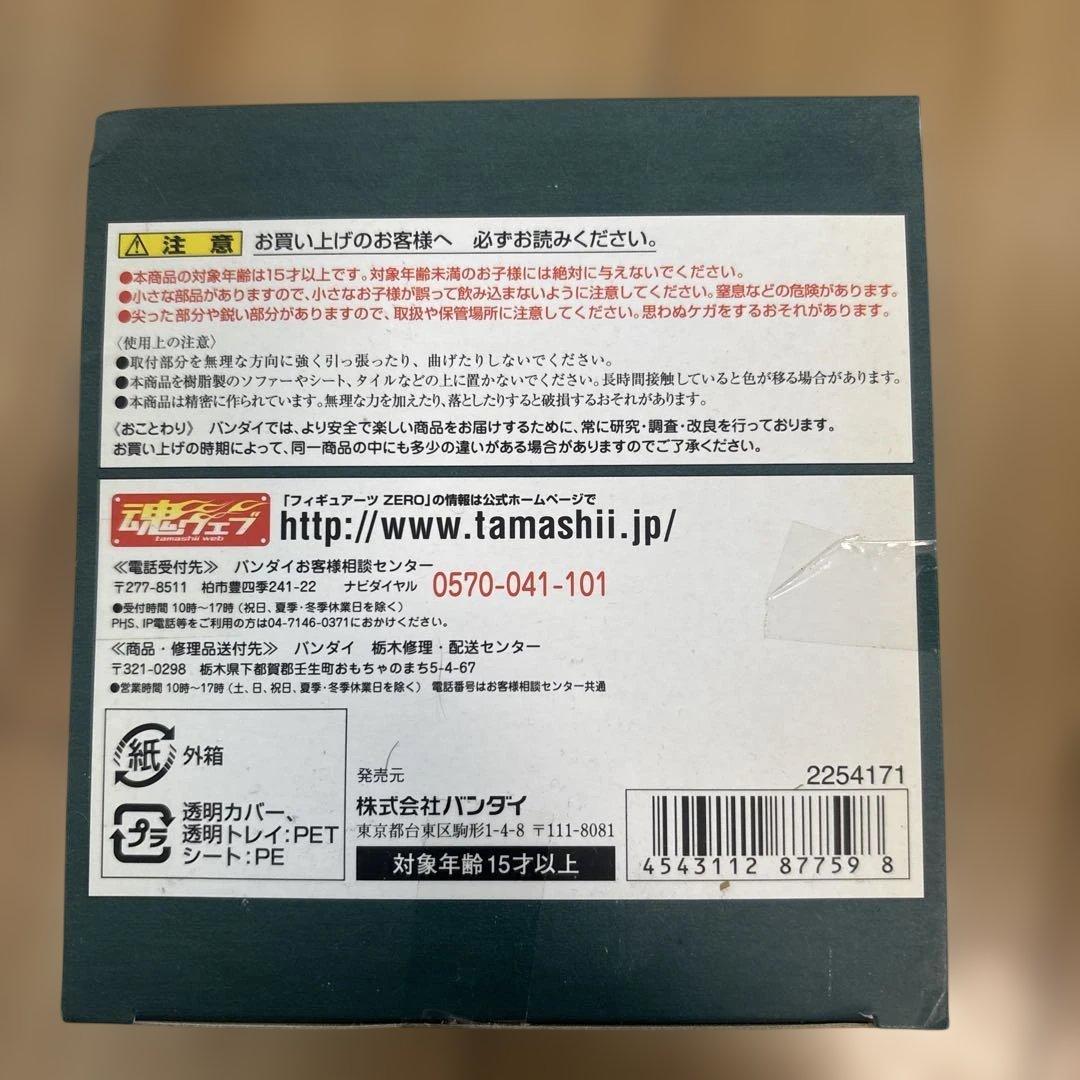 注意 お買い上げのお客様へ 必ずお読みください。
●本商品の対象年齢は15才以上です。対象年齢未満のお子様には絶対に与えないでください。
●小さな部品がありますので、小さなお子様が誤って飲み込まないように注意してください。窒息などの危険があります。
●尖った部分や鋭い部分がありますので、取扱や保管場所に注意してください。思わぬケガをするおそれがあります。
〈使用上の注意〉
●取付部分を無理な方向に強く引っ張ったり、曲げたりしないでください。
●本商品を樹脂製のソファーやシート、タイルなどの上に置かないでください。長時間接触していると色が移る場合があります。
●本商品は精密に作られています。無理な力を加えたり、落としたりすると破損するおそれがあります。
〈おことわり〉 バンダイでは、より安全で楽しい商品をお届けするために、常に研究・調査・改良を行っております。
お買い上げの時期によって、同一商品の中にも多少の違いがある場合がありますのでご了承ください。
魂ウェブ
tamashii web
「フィギュアーツ ZERO」の情報は公式ホームページで
http://www.tamashii.jp/
≪電話受付先≫ バンダイお客様相談センター
〒277-8511 柏市豊四季241-22 ナビダイヤル 0570-041-101
●受付時間 10時～17時(祝日、夏季・冬季休業日を除く)
PHS、IP電話等をご利用の方は04-7146-0371におかけください。
≪商品・修理品送付先≫ バンダイ 栃木修理・配送センター
〒321-0298 栃木県下都賀郡壬生町おもちゃのまち5-4-67
●営業時間 10時～17時(土、日、祝日、夏季・冬季休業日を除く) 電話番号はお客様相談センター共通
紙 外箱
プラ 透明カバー、
透明トレイ:PET
シート:PE
発売元
株式会社バンダイ
東京都台東区駒形1-4-8 〒111-8081
対象年齢15才以上
2254171
4543112 87759 8